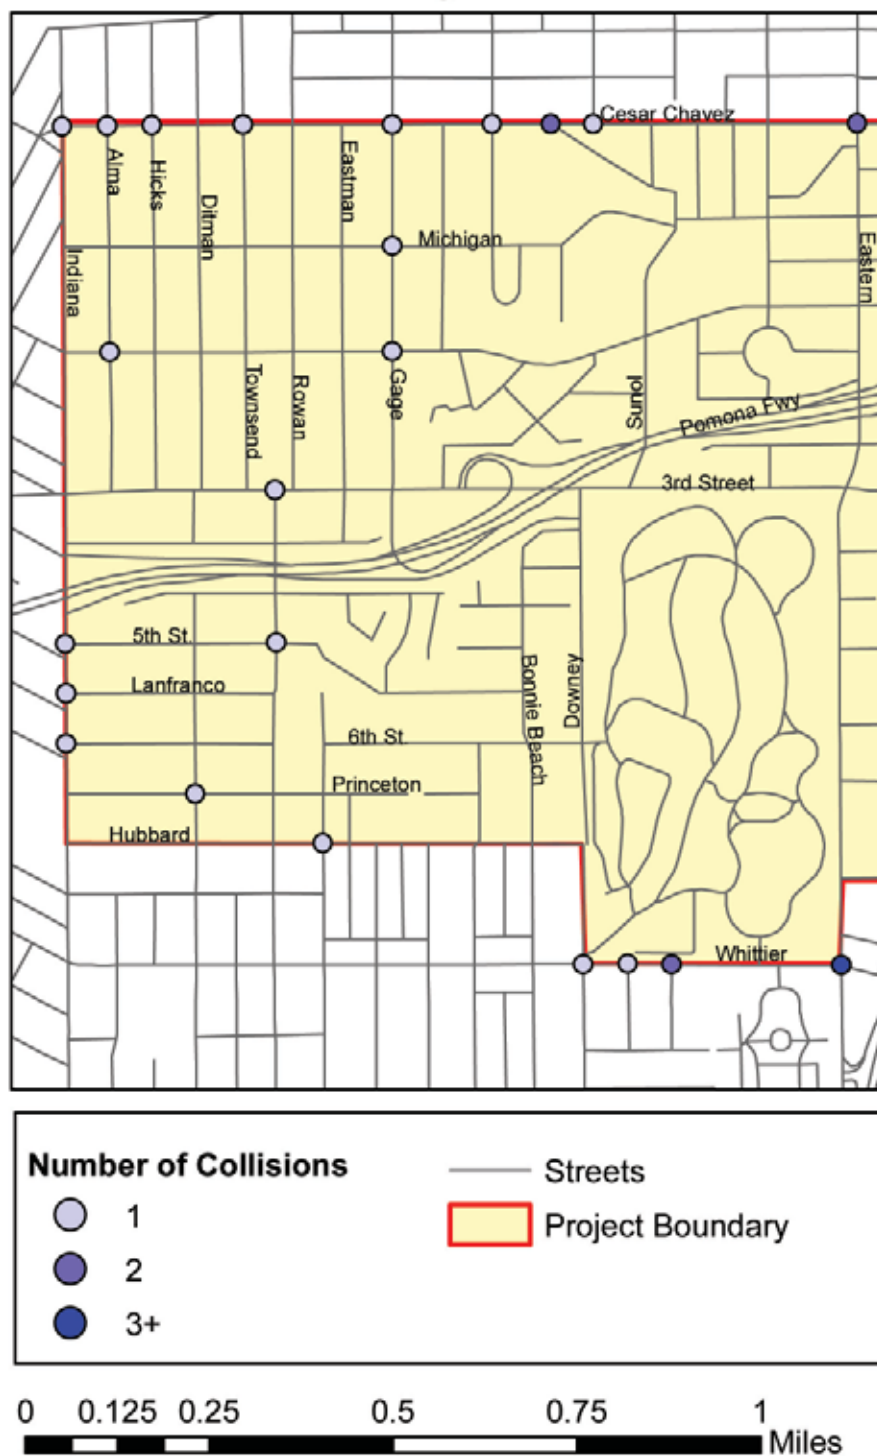 Cesar Chavez
Alma
Hicks
Ditman
Eastman
Michigan
Indiana
Eastern
Townsend
Rowan
Gage
Sunol
Pomona Fwy
3rd Street
5th St.
Lanfranco
Bonnie Beach
Downey
6th St.
Princeton
Hubbard
Whittier
Number of Collisions
1
2
3+
Streets
Project Boundary
0 0.125 0.25 0.5 0.75 1
Miles